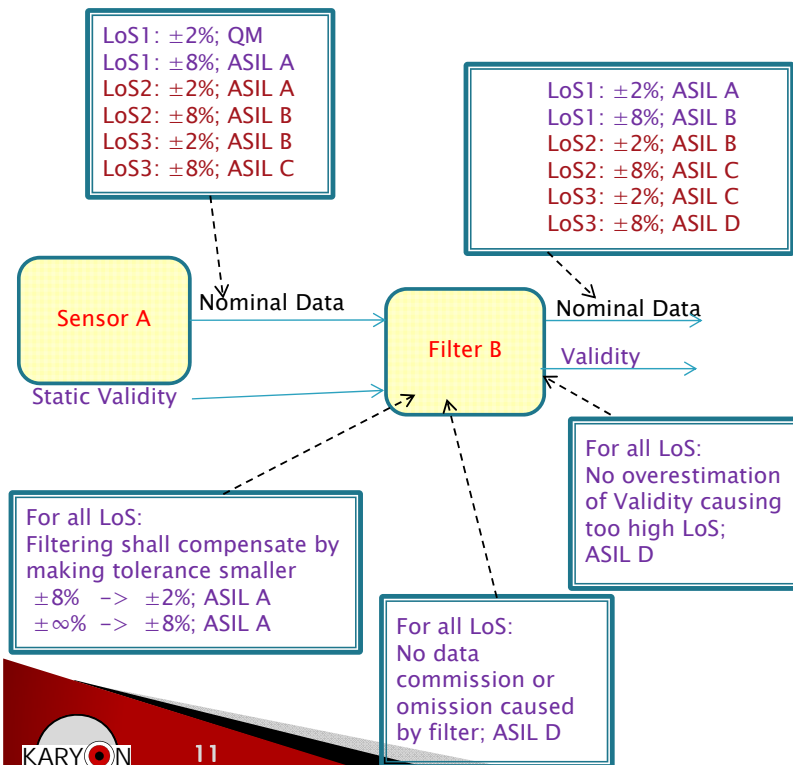 LoS1: ±2%; QM
LoS1: ±8%; ASIL A
LoS2: ±2%; ASIL A
LoS2: ±8%; ASIL B
LoS3: ±2%; ASIL B
LoS3: ±8%; ASIL C
LoS1: ±2%; ASIL A
LoS1: ±8%; ASIL B
LoS2: ±2%; ASIL B
LoS2: ±8%; ASIL C
LoS3: ±2%; ASIL C
LoS3: ±8%; ASIL D
Sensor A
Nominal Data
Static Validity
Filter B
Nominal Data
Validity
For all LoS:
Filtering shall compensate by
making tolerance smaller
±8% -> ±2%; ASIL A
±∞% -> ±8%; ASIL A
For all LoS:
No data
commission or
omission caused
by filter; ASIL D
For all LoS:
No overestimation
of Validity causing
too high LoS;
ASIL D
KARYON
11